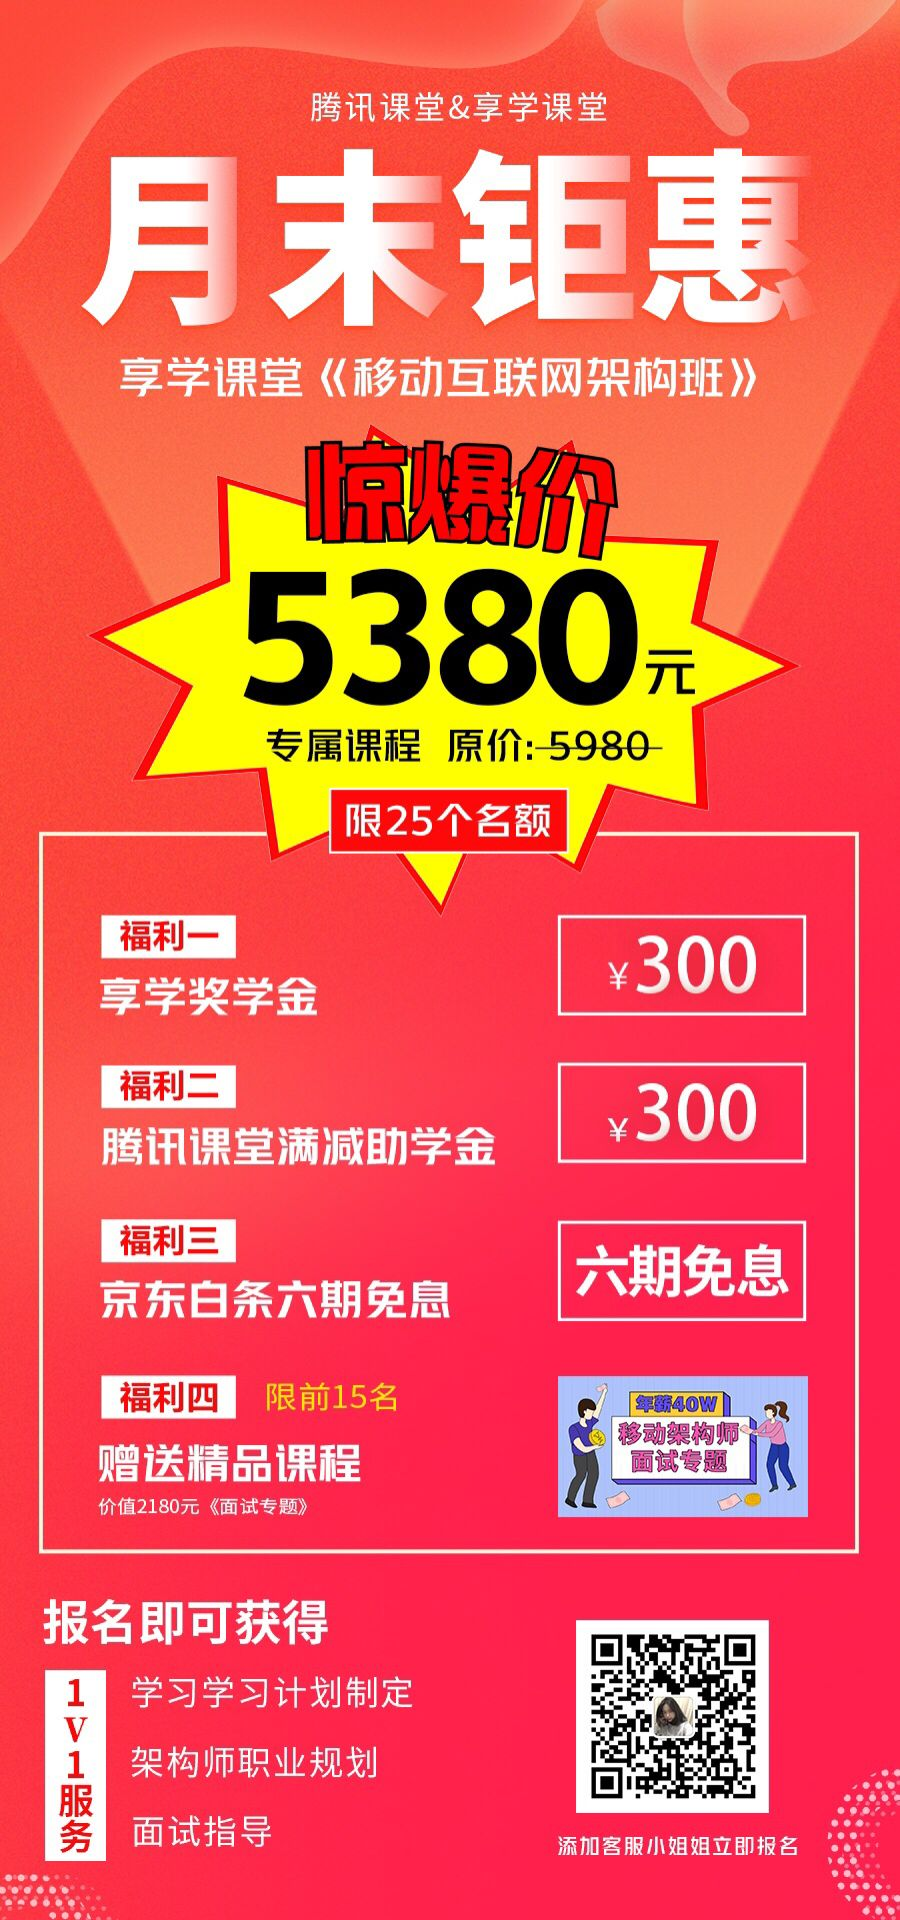 腾讯课堂&享学课堂
月末钜惠
享学课堂《移动互联网架构班》
惊爆价
5380元
专属课程 原价: 5980
限25个名额
福利一
享学奖学金
¥300
福利二
腾讯课堂满减助学金
¥300
福利三
京东白条六期免息
六期免息
福利四 限前15名
赠送精品课程
价值2180元《面试专题》
年薪40W
移动架构师
面试专题
报名即可获得
1V1服务
学习学习计划制定
架构师职业规划
面试指导
添加客服小姐姐立即报名